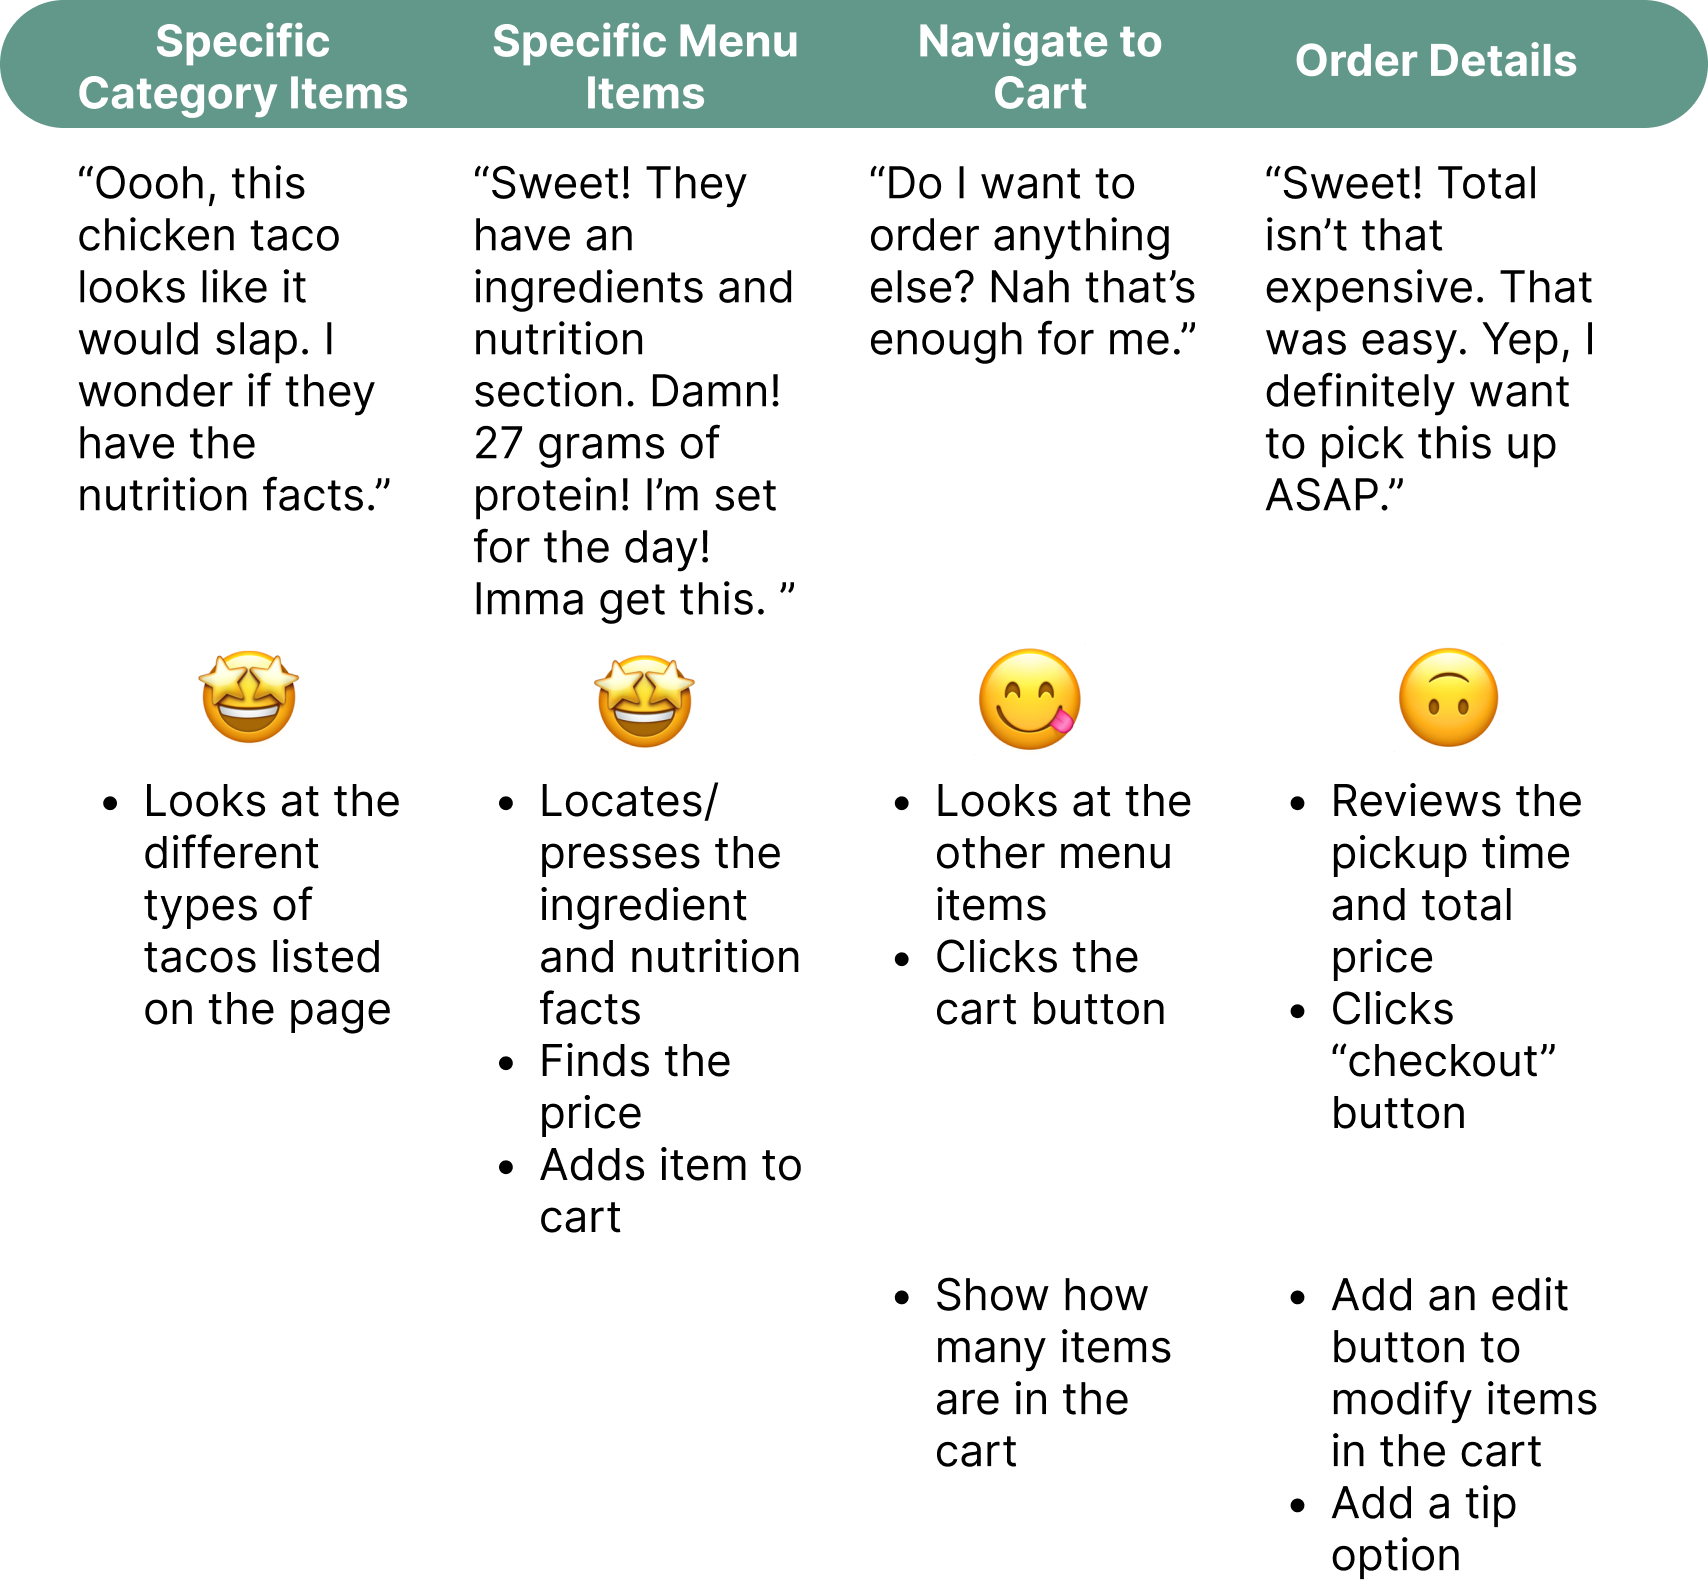 Specific
Category Items
Specific Menu
Items
Navigate to
Cart
Order Details
“Oooh, this
chicken taco
looks like it
would slap. I
wonder if they
have the
nutrition facts.”
“Sweet! They
have an
ingredients and
nutrition
section. Damn!
27 grams of
protein! I’m set
for the day!
Imma get this. ”
“Do I want to
order anything
else? Nah that’s
enough for me.”
“Sweet! Total
isn’t that
expensive. That
was easy. Yep, I
definitely want
to pick this up
ASAP.”
• Looks at the
different
types of
tacos listed
on the page
• Locates/
presses the
ingredient
and nutrition
facts
• Finds the
price
• Adds item to
cart
• Looks at the
other menu
items
• Clicks the
cart button
• Reviews the
pickup time
and total
price
• Clicks
“checkout”
button
• Show how
many items
are in the
cart
• Add an edit
button to
modify items
in the cart
• Add a tip
option